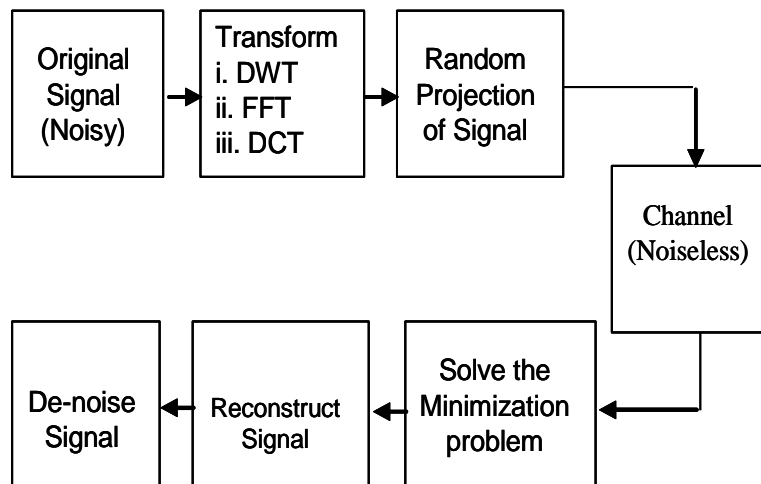 Original
Signal
(Noisy)
Transform
i. DWT
ii. FFT
iii. DCT
Random
Projection
of Signal
Channel
(Noiseless)
Solve the
Minimization
problem
Reconstruct
Signal
De-noise
Signal